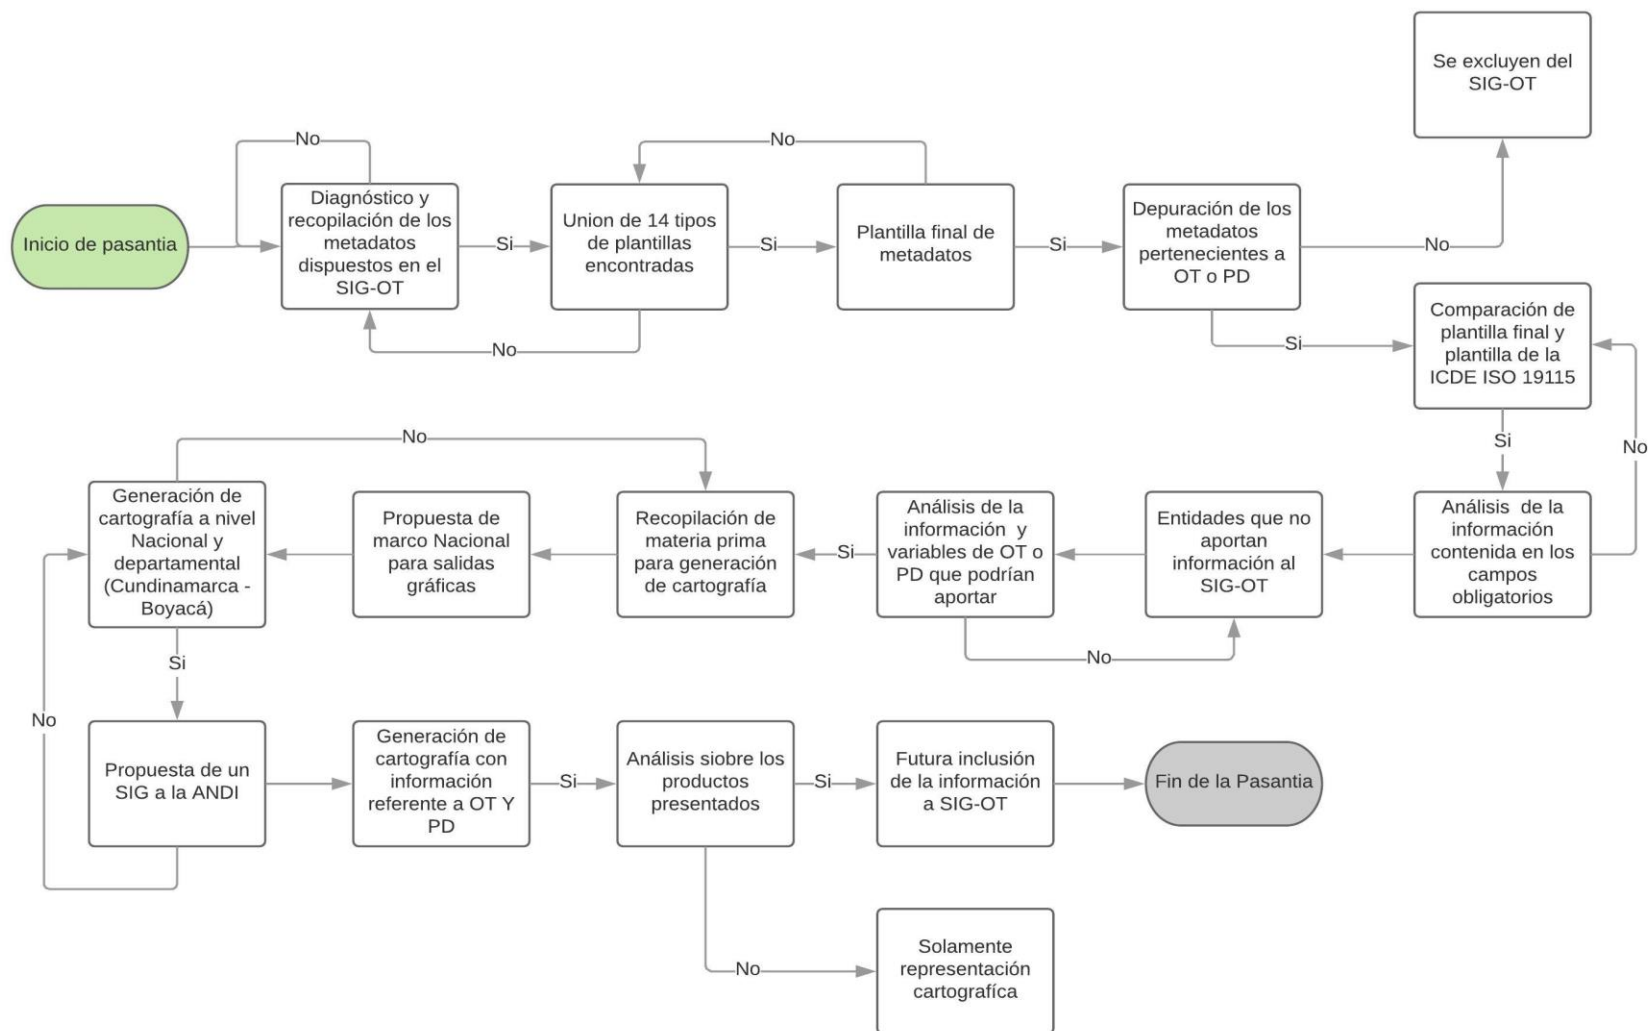 Se excluyen del
SIG-OT
No
No
Inicio de pasantia
Diagnóstico y
recopilación de los
metadatos
dispuestos en el
SIG-OT
Si
Union de 14 tipos
de plantillas
encontradas
Si
Plantilla final de
metadatos
Si
Depuración de los
metadatos
pertenecientes a
OT o PD
No
No
Si
Comparación de
plantilla final y
plantilla de la
ICDE ISO 19115
Si
No
No
Generación de
cartografía a nivel
Nacional y
departamental
(Cundinamarca -
Boyacá)
Propuesta de
marco Nacional
para salidas
gráficas
Recopilación de
materia prima
para generación
de cartografía
Si
Análisis de la
información y
variables de OT o
PD que podrían
aportar
Entidades que no
aportan
información al
SIG-OT
Análisis de la
información
contenida en los
campos
obligatorios
No
Si
No
Propuesta de un
SIG a la ANDI
Generación de
cartografía con
información
referente a OT Y
PD
Si
Análisis siobre los
productos
presentados
Si
Futura inclusión
de la información
a SIG-OT
Fin de la Pasantia
No
Solamente
representación
cartografíca